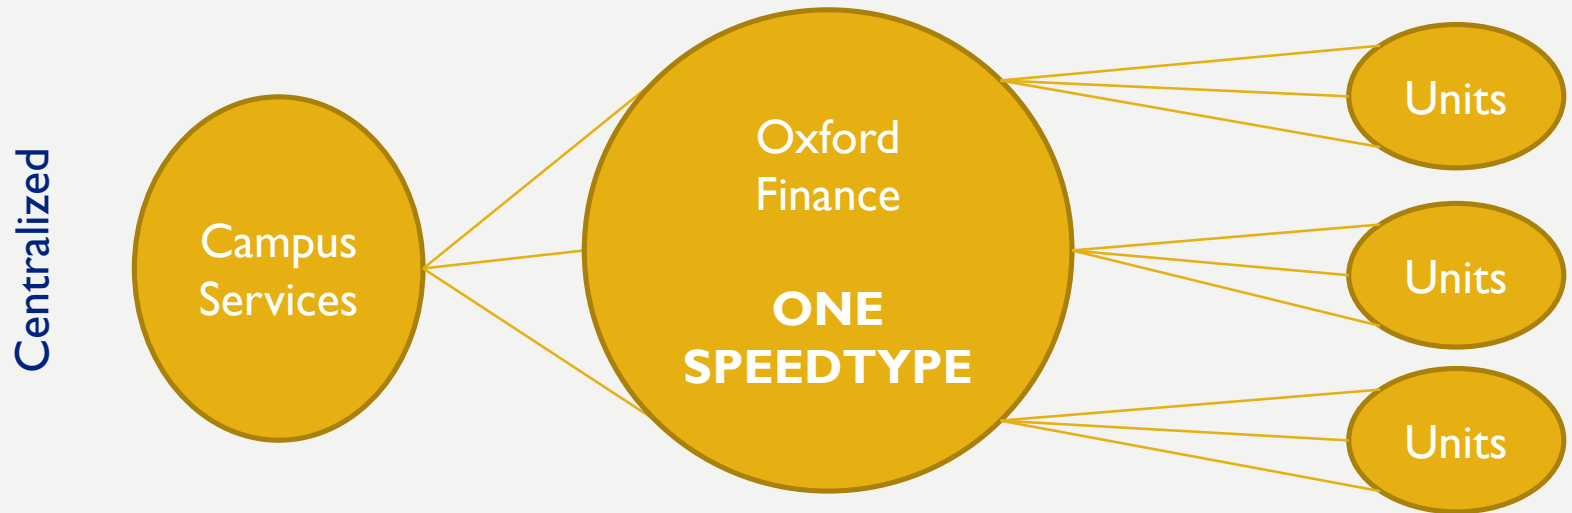 Centralized
Campus
Services
Oxford
Finance
ONE
SPEEDTYPE
Units
Units
Units